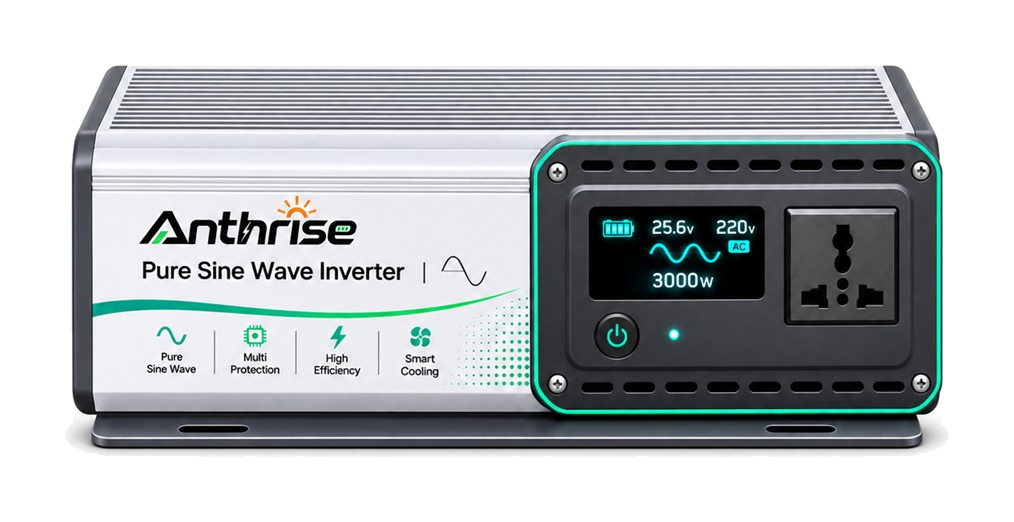 Anthrise
Pure Sine Wave Inverter
Pure
Sine Wave
Multi
Protection
High
Efficiency
Smart
Cooling
25.6v 220v
AC
3000w